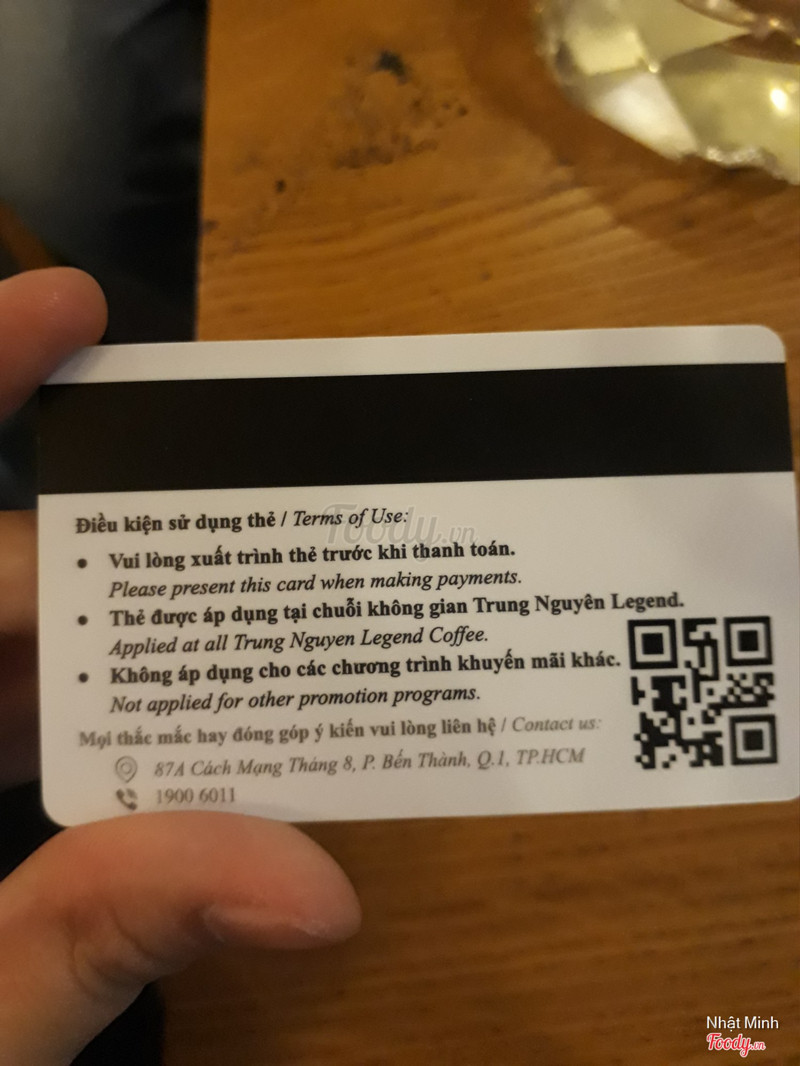 Điều kiện sử dụng thẻ / Terms of Use:
• Vui lòng xuất trình thẻ trước khi thanh toán.
Please present this card when making payments.
• Thẻ được áp dụng tại chuỗi không gian Trung Nguyên Legend.
Applied at all Trung Nguyen Legend Coffee.
• Không áp dụng cho các chương trình khuyến mãi khác.
Not applied for other promotion programs.
Mọi thắc mắc hay đóng góp ý kiến vui lòng liên hệ / Contact us:
87A Cách Mạng Tháng 8, P. Bến Thành, Q.1, TP.HCM
1900 6011
Foody.vn
Nhật Minh
Foody.vn